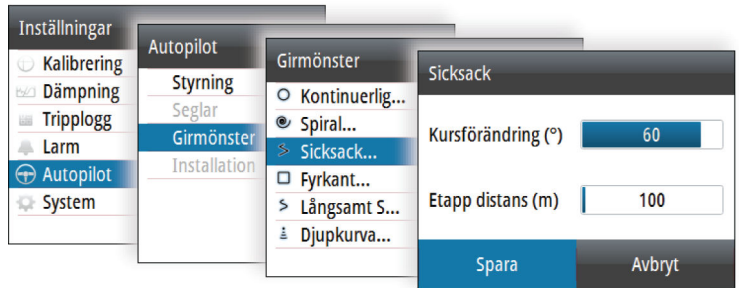 Inställningar
Kalibrering
Dämpning
Tripplogg
Larm
Autopilot
System
Autopilot
Styrning
Seglar
Girmönster
Installation
Girmönster
Kontinuerlig...
Spiral...
Sicksack...
Fyrkant...
Långsamt S...
Djupkurva...
Sicksack
Kursförändring (°) 60
Etapp distans (m) 100
Spara Avbryt